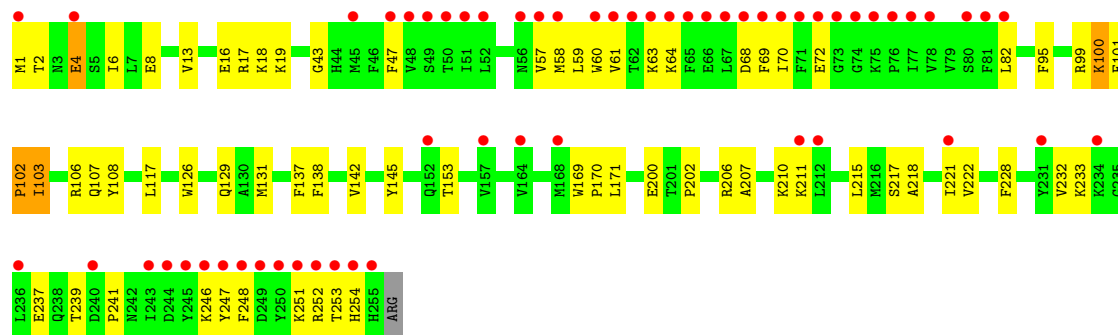 M1 T2 N3 E4 S5 I6 L7 E8 V13 E16 R17 K18 K19 G43 H44 M45 F46 F47 V48 S49 T50 I51 L52 N56 V57 M58 L59 W60 V61 T62 K63 K64 F65 E66 L67 D68 F69 I70 F71 E72 G73 G74 K75 P76 I77 V78 V79 S80 F81 L82 F95 R99 K100 E101
P102 I103 R106 Q107 Y108 L117 W126 Q129 A130 M131 F137 F138 V142 Y145 Q152 T153 V157 V164 M168 W169 P170 L171 E200 T201 P202 R206 A207 K210 K211 L212 L215 M216 S217 A218 I221 V222 F228 Y231 V232 K233 K234 G235
L236 E237 Q238 T239 D240 P241 N242 I243 D244 Y245 K246 Y247 F248 D249 Y250 K251 R252 T253 H254 H255 ARG